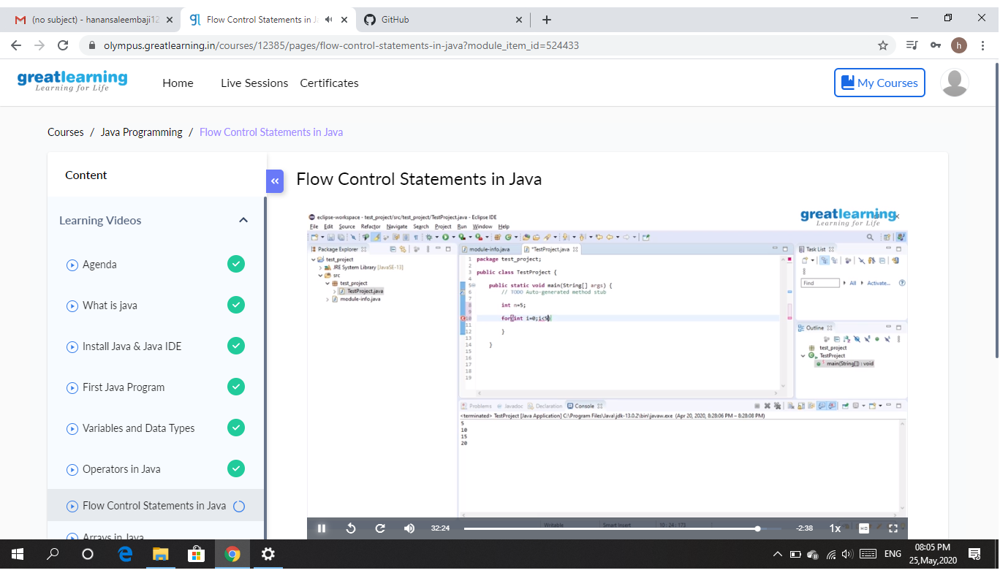 (no subject) - hanansaleembaji12
Flow Control Statements in J
GitHub
olympus.greatlearning.in/courses/12385/pages/flow-control-statements-in-java?module_item_id=524433
h
greatlearning
Learning for Life
Home
Live Sessions
Certificates
My Courses
Courses / Java Programming / Flow Control Statements in Java
Content
Learning Videos
Agenda
What is java
Install Java & Java IDE
First Java Program
Variables and Data Types
Operators in Java
Flow Control Statements in Java
Arrays in Java
Flow Control Statements in Java
eclipse-workspace - test_project/src/test_project/TestProject.java - Eclipse IDE
File Edit Source Refactor Navigate Search Project Run Window Help
greatlearning
Learning for Life
Package Explorer
test_project
JRE System Library [JavaSE-13]
src
test_project
TestProject.java
module-info.java
module-info.java
*TestProject.java
1 package test_project;
2
3 public class TestProject {
4
5 public static void main(String[] args) {
6 // TODO Auto-generated method stub
7
8 int n=5;
9
10 for(int i=0;i<5)
11
12 }
13
14 }
15
16
17
18
19
Task List
Find
All
Activate...
Outline
test_project
TestProject
main(String[]) : void
Problems Javadoc Declaration Console
<terminated> TestProject [Java Application] C:\Program Files\Java\jdk-13.0.2\bin\javaw.exe (Apr 20, 2020, 8:28:06 PM – 8:28:08 PM)
5
10
15
20
Writable
Smart Insert
10 : 24 : 173
32:24
-2:38
1x
HD
ENG
08:05 PM
25,May,2020